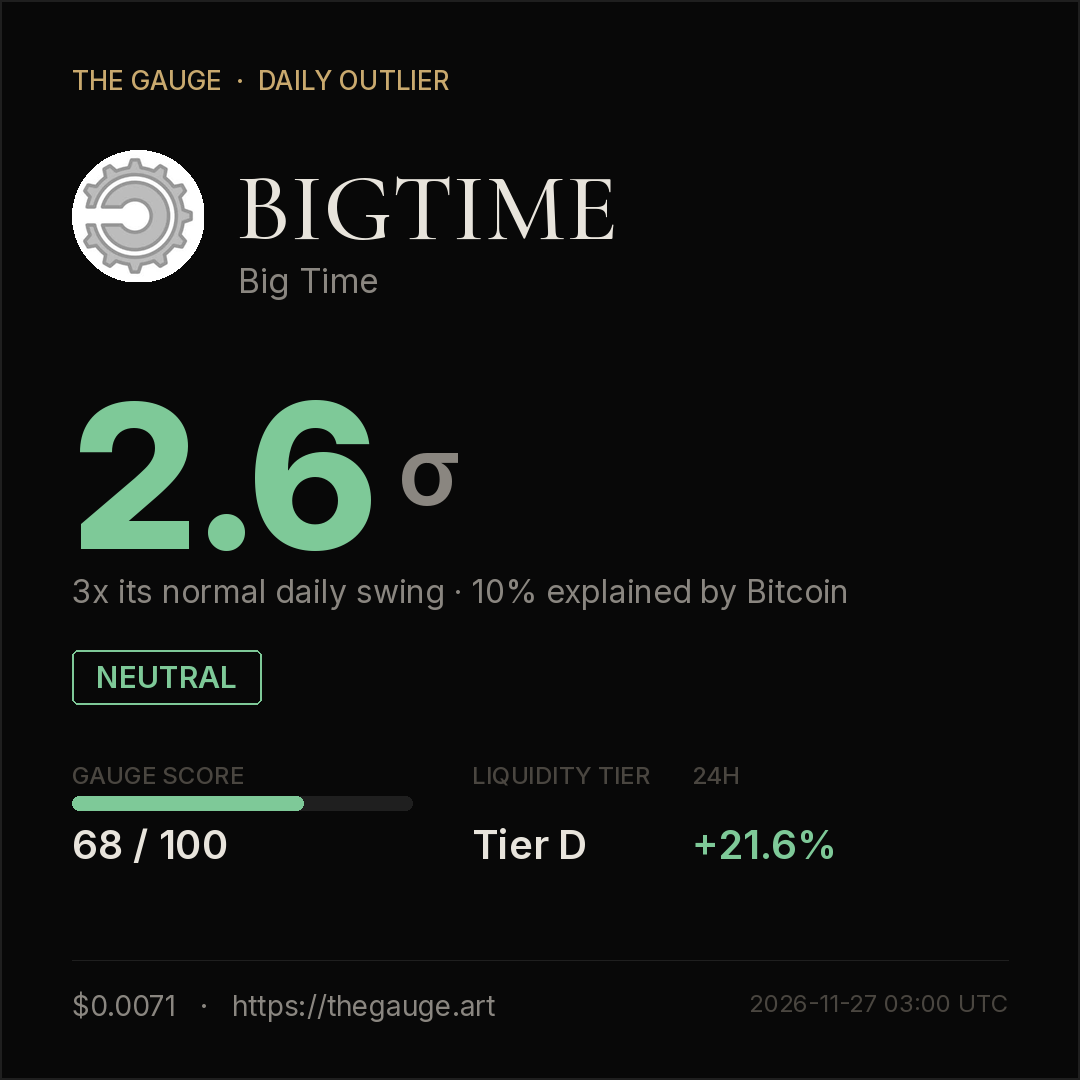 THE GAUGE · DAILY OUTLIER
BIGTIME
Big Time
2.6 σ
3x its normal daily swing · 10% explained by Bitcoin
NEUTRAL
GAUGE SCORE LIQUIDITY TIER 24H
68 / 100 Tier D +21.6%
$0.0071 · https://thegauge.art 2026-11-27 03:00 UTC